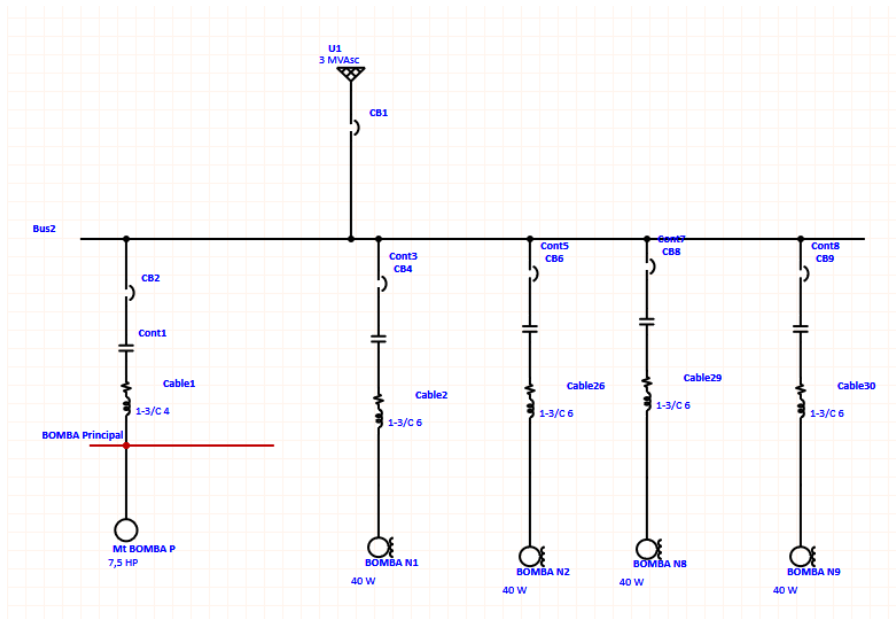 U1
3 MVAsc
CB1
Bus2
CB2
Cont1
Cable1
1-3/C 4
BOMBA Principal
Mt BOMBA P
7,5 HP
Cont3
CB4
Cable2
1-3/C 6
BOMBA N1
40 W
Cont5
CB6
Cable26
1-3/C 6
BOMBA N2
40 W
Cont7
CB8
Cable29
1-3/C 6
BOMBA N8
40 W
Cont8
CB9
Cable30
1-3/C 6
BOMBA N9
40 W